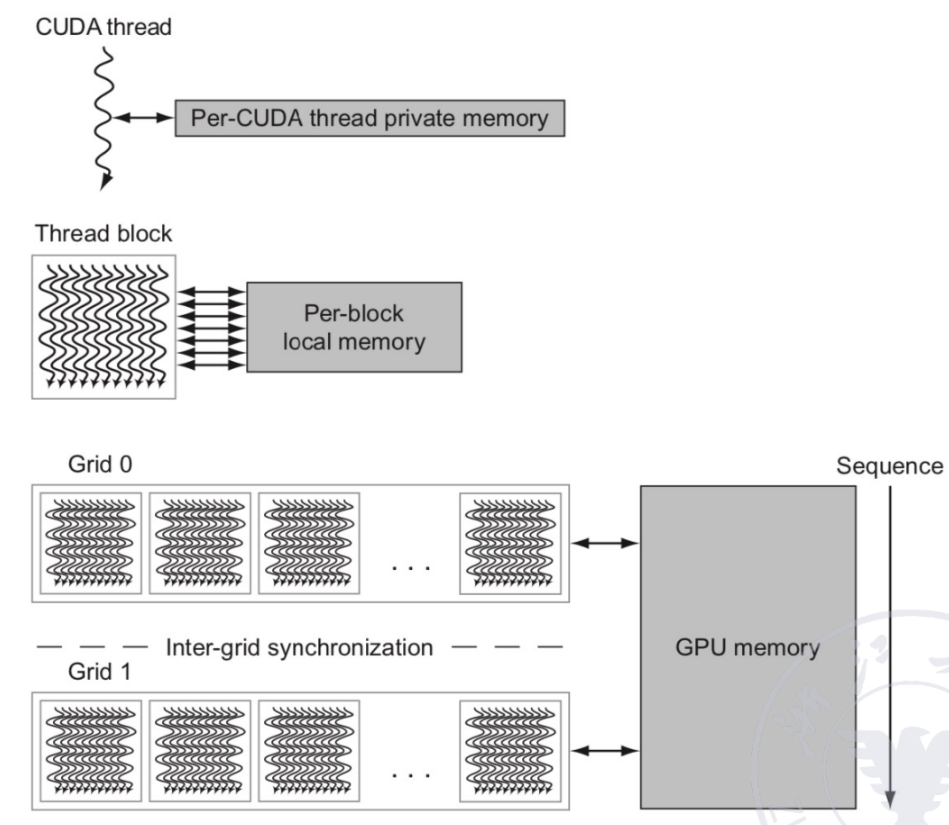 CUDA thread
Per-CUDA thread private memory
Thread block
Per-block
local memory
Grid 0
Sequence
. . .
Inter-grid synchronization
GPU memory
Grid 1
. . .